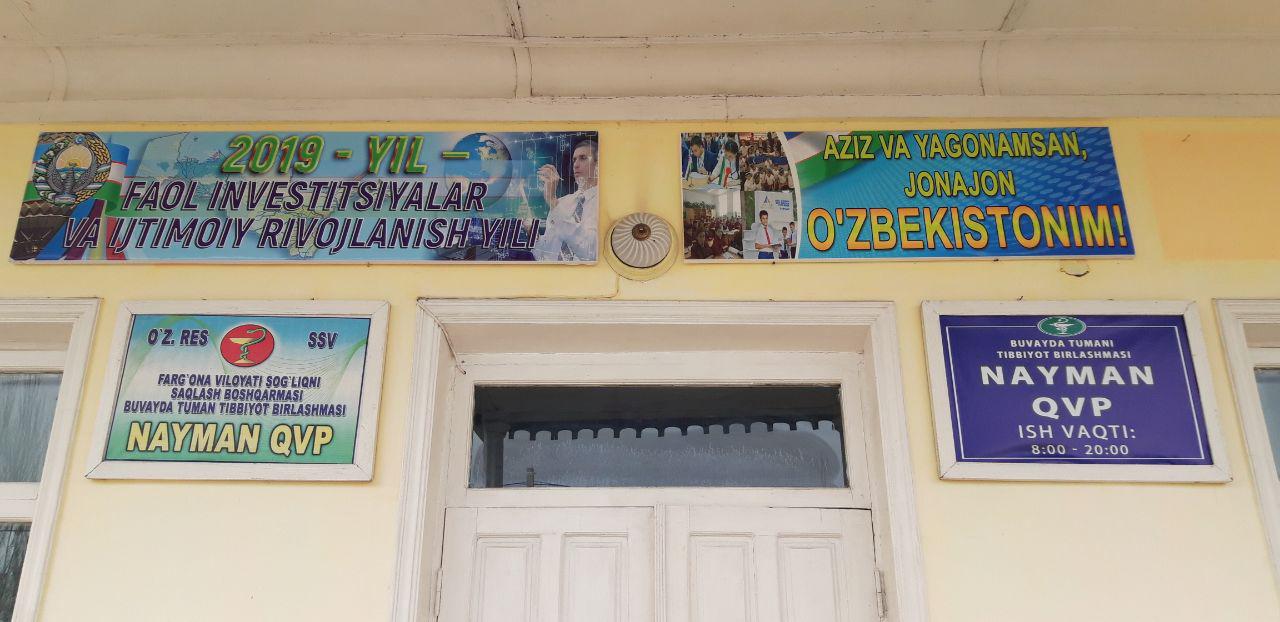 2019 - YIL –
FAOL INVESTITSIYALAR
VA IJTIMOIY RIVOJLANISH YILI
AZIZ VA YAGONAMSAN,
JONAJON
O'ZBEKISTONIM!
O`Z. RES SSV
FARG`ONA VILOYATI SOG`LIQNI
SAQLASH BOSHQARMASI
BUVAYDA TUMAN TIBBIYOT BIRLASHMASI
NAYMAN QVP
BUVAYDA TUMANI
TIBBIYOT BIRLASHMASI
NAYMAN
QVP
ISH VAQTI:
8:00 - 20:00